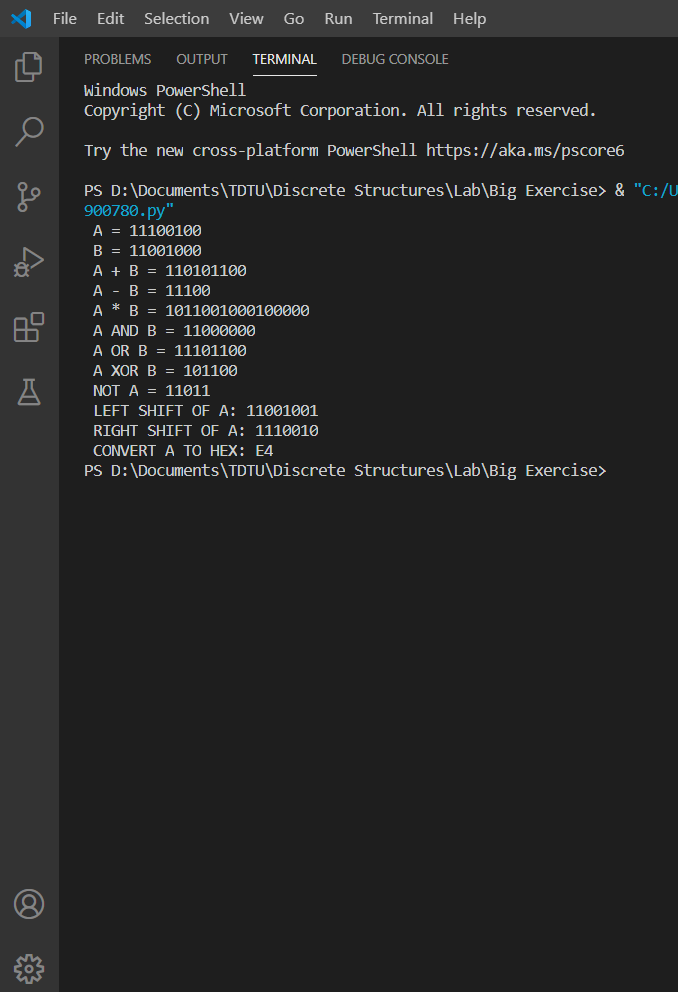 File Edit Selection View Go Run Terminal Help
PROBLEMS OUTPUT TERMINAL DEBUG CONSOLE
Windows PowerShell
Copyright (C) Microsoft Corporation. All rights reserved.
Try the new cross-platform PowerShell https://aka.ms/pscore6
PS D:\Documents\TDTU\Discrete Structures\Lab\Big Exercise> & "C:/U
900780.py"
A = 11100100
B = 11001000
A + B = 110101100
A - B = 11100
A * B = 1011001000100000
A AND B = 11000000
A OR B = 11101100
A XOR B = 101100
NOT A = 11011
LEFT SHIFT OF A: 11001001
RIGHT SHIFT OF A: 1110010
CONVERT A TO HEX: E4
PS D:\Documents\TDTU\Discrete Structures\Lab\Big Exercise>